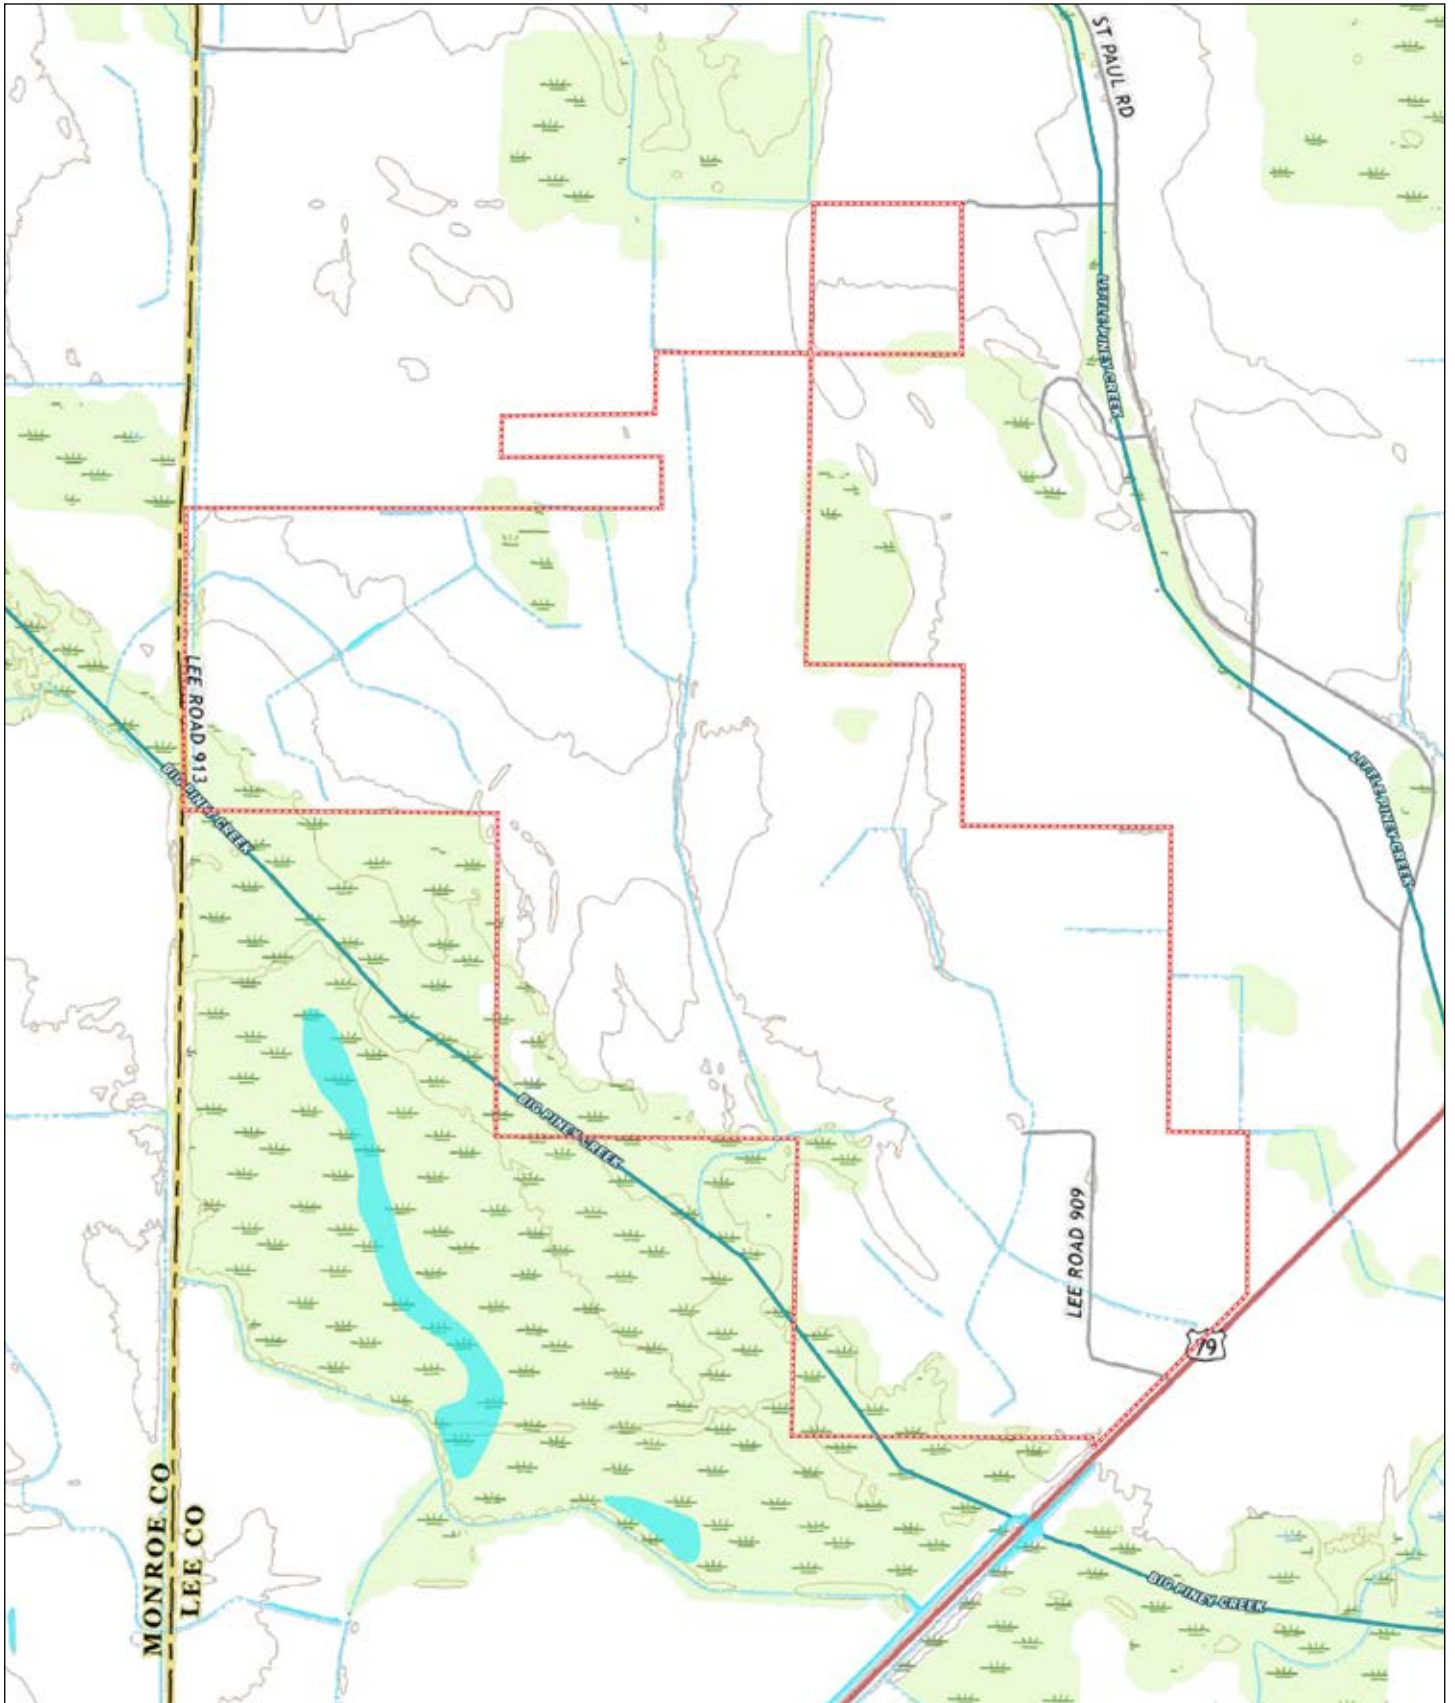 ST PAUL RD
LITTLE PINEY CREEK
LEE ROAD 913
BIG PINEY CREEK
LITTLE PINEY CREEK
BIG PINEY CREEK
LEE ROAD 909
79
MONROE CO
LEE CO
BIG PINEY CREEK